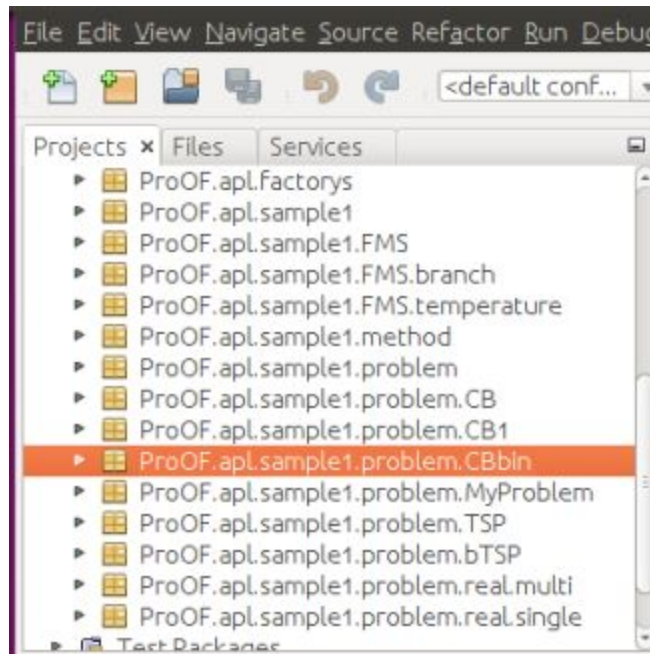 File Edit View Navigate Source Refactor Run Debug
<default conf...
Projects × Files Services
ProOF.apl.factorys
ProOF.apl.sample1
ProOF.apl.sample1.FMS
ProOF.apl.sample1.FMS.branch
ProOF.apl.sample1.FMS.temperature
ProOF.apl.sample1.method
ProOF.apl.sample1.problem
ProOF.apl.sample1.problem.CB
ProOF.apl.sample1.problem.CB1
ProOF.apl.sample1.problem.CBbin
ProOF.apl.sample1.problem.MyProblem
ProOF.apl.sample1.problem.TSP
ProOF.apl.sample1.problem.bTSP
ProOF.apl.sample1.problem.real.multi
ProOF.apl.sample1.problem.real.single
Test Packages